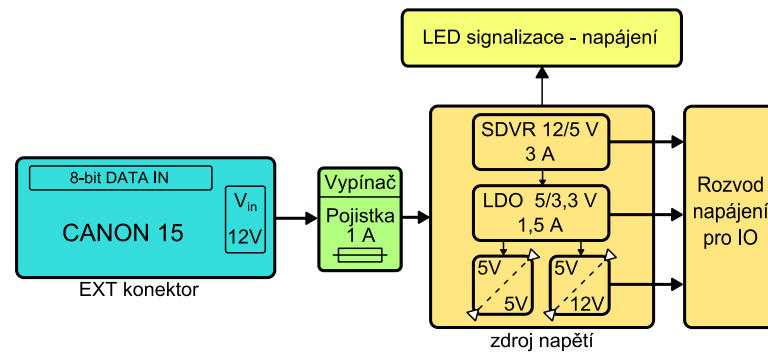 LED signalizace - napájení
SDVR 12/5 V
3 A
8-bit DATA IN
Vin
12V
CANON 15
EXT konektor
Vypínač
Pojistka
1 A
LDO 5/3,3 V
1,5 A
5V
5V
5V
12V
zdroj napětí
Rozvod
napájení
pro IO